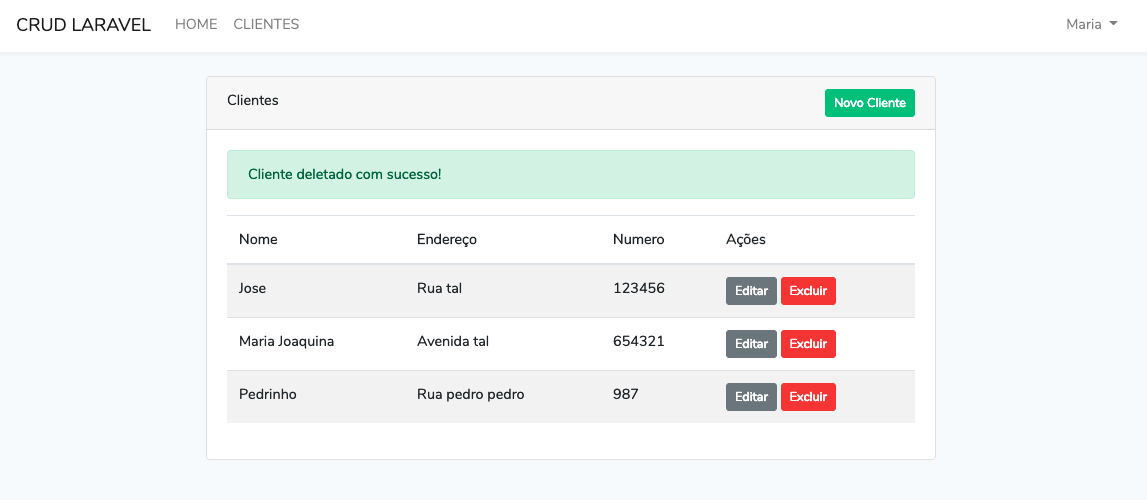 CRUD LARAVEL HOME CLIENTES Maria
Clientes Novo Cliente
Cliente deletado com sucesso!
Nome Endereço Numero Ações
Jose Rua tal 123456 Editar Excluir
Maria Joaquina Avenida tal 654321 Editar Excluir
Pedrinho Rua pedro pedro 987 Editar Excluir